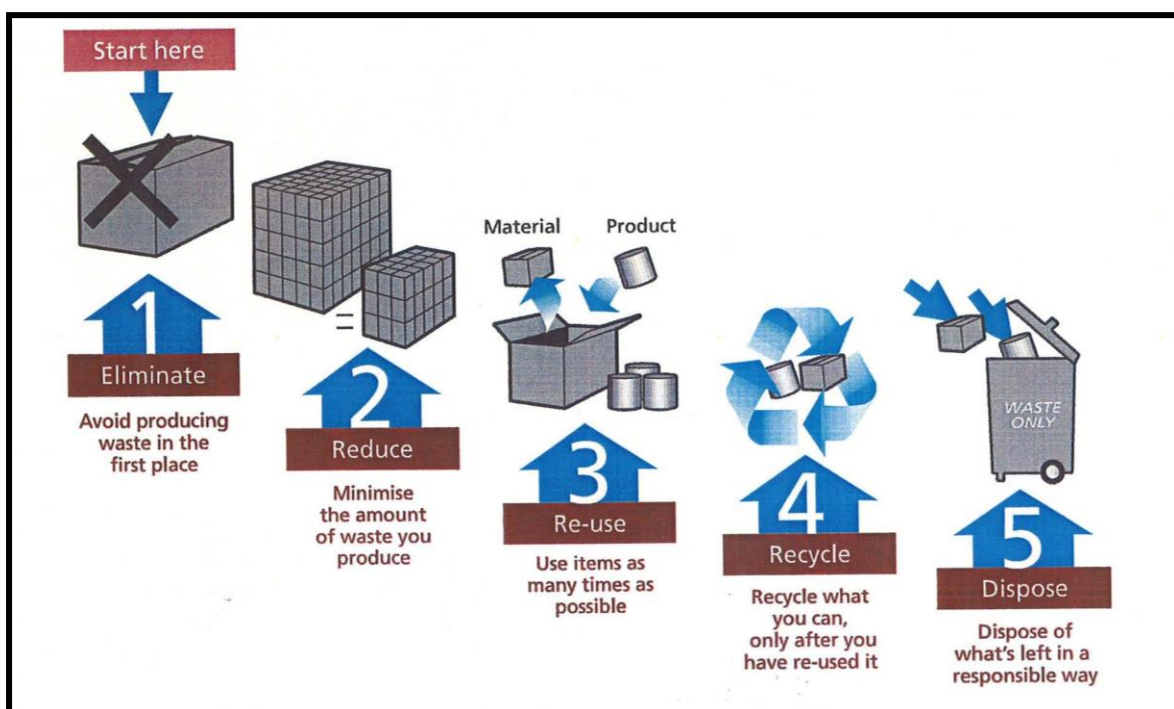 Start here
1
Eliminate
Avoid producing
waste in the
first place
=
2
Reduce
Minimise
the amount
of waste you
produce
Material
Product
3
Re-use
Use items as
many times as
possible
4
Recycle
Recycle what
you can,
only after you
have re-used it
WASTE
ONLY
5
Dispose
Dispose of
what's left in a
responsible way